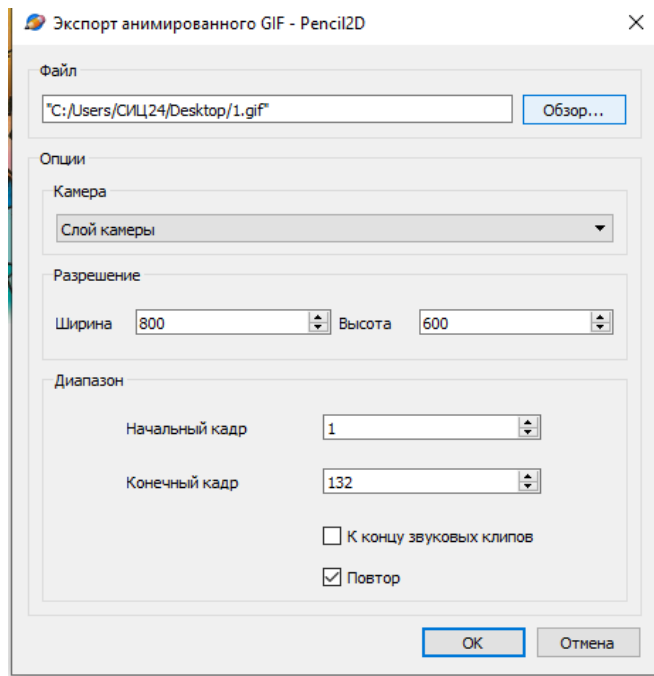 Экспорт анимированного GIF - Pencil2D
Файл
"C:/Users/СИЦ24/Desktop/1.gif"
Обзор...
Опции
Камера
Слой камеры
Разрешение
Ширина 800 Высота 600
Диапазон
Начальный кадр 1
Конечный кадр 132
К концу звуковых клипов
Повтор
OK Отмена